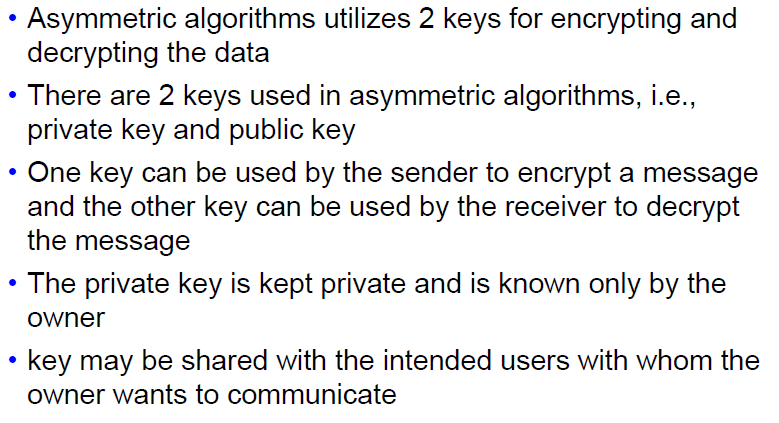 • Asymmetric algorithms utilizes 2 keys for encrypting and
decrypting the data
• There are 2 keys used in asymmetric algorithms, i.e.,
private key and public key
• One key can be used by the sender to encrypt a message
and the other key can be used by the receiver to decrypt
the message
• The private key is kept private and is known only by the
owner
• key may be shared with the intended users with whom the
owner wants to communicate